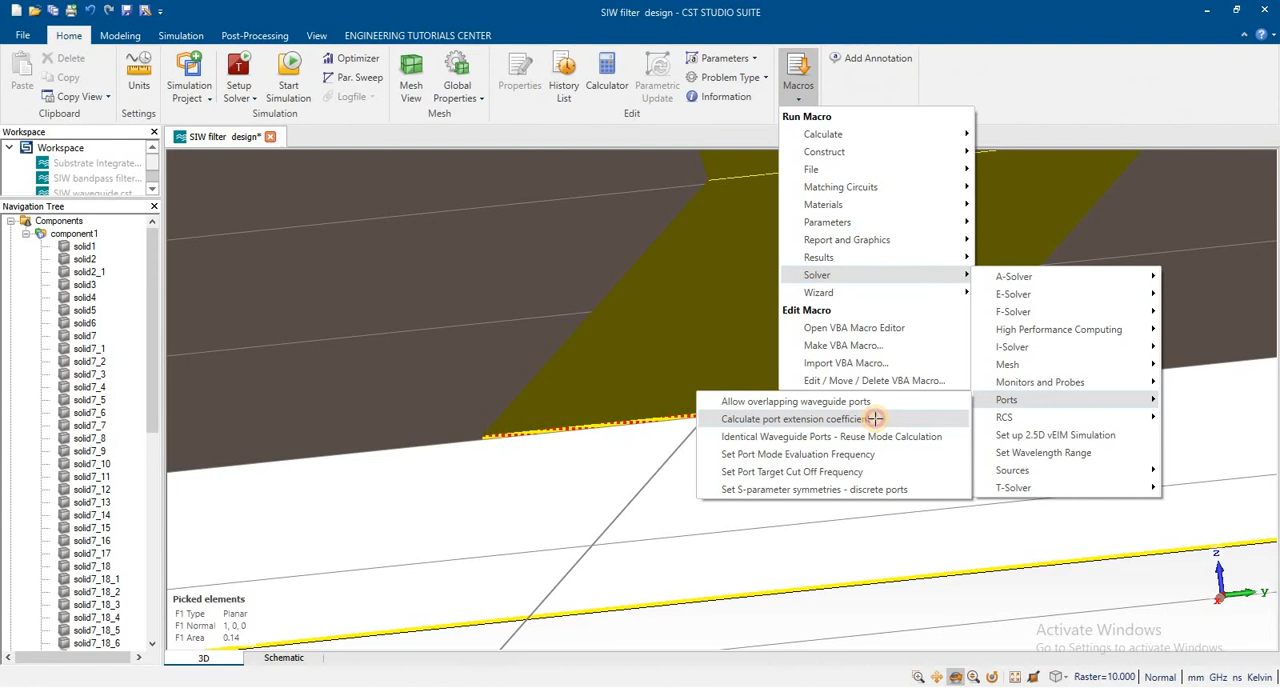 SIW filter  design - CST STUDIO SUITE
File
Home
Modeling
Simulation
Post-Processing
View
ENGINEERING TUTORIALS CENTER
Paste
Delete
Copy
Copy View
Clipboard
Units
Settings
Simulation Project
Setup Solver
Start Simulation
Optimizer
Par. Sweep
Logfile
Simulation
Mesh View
Global Properties
Mesh
Properties
History List
Calculator
Parametric Update
Parameters
Problem Type
Information
Edit
Macros
Add Annotation
Workspace
Workspace
Substrate Integrate...
SIW bandpass filter...
SIW waveguide.cst
Navigation Tree
Components
component1
solid1
solid2
solid2_1
solid3
solid4
solid5
solid6
solid7
solid7_1
solid7_2
solid7_3
solid7_4
solid7_5
solid7_6
solid7_7
solid7_8
solid7_9
solid7_10
solid7_11
solid7_12
solid7_13
solid7_14
solid7_15
solid7_16
solid7_17
solid7_18
solid7_18_1
solid7_18_2
solid7_18_3
solid7_18_4
solid7_18_5
solid7_18_6
SIW filter  design*
Run Macro
Calculate
Construct
File
Matching Circuits
Materials
Parameters
Report and Graphics
Results
Solver
Wizard
Edit Macro
Open VBA Macro Editor
Make VBA Macro...
Import VBA Macro...
Edit / Move / Delete VBA Macro...
A-Solver
E-Solver
F-Solver
High Performance Computing
I-Solver
Mesh
Monitors and Probes
Ports
RCS
Set up 2.5D vEIM Simulation
Set Wavelength Range
Sources
T-Solver
Allow overlapping waveguide ports
Calculate port extension
Identical Waveguide Ports - Reuse Mode Calculation
Set Port Mode Evaluation Frequency
Set Port Target Cut Off Frequency
Set S-parameter symmetries - discrete ports
Picked elements
F1 Type Planar
F1 Normal 1, 0, 0
F1 Area 0.14
z
y
x
Activate Windows
Go to Settings to activate Windows.
3D
Schematic
Raster=10.000
Normal
mm GHz ns Kelvin